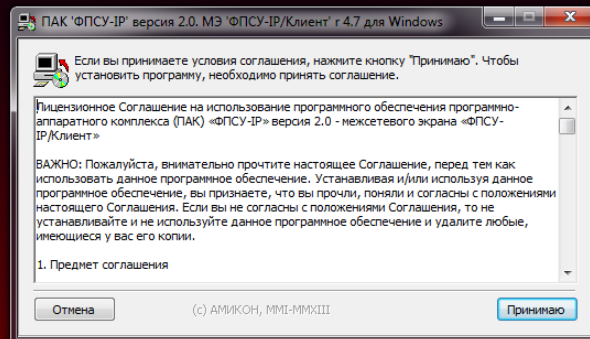 ПАК 'ФПСУ-IP' версия 2.0. МЭ 'ФПСУ-IP/Клиент' r 4.7 для Windows
Если вы принимаете условия соглашения, нажмите кнопку "Принимаю". Чтобы
установить программу, необходимо принять соглашение.
Лицензионное Соглашение на использование программного обеспечения программно-
аппаратного комплекса (ПАК) «ФПСУ-IP» версия 2.0 - межсетевого экрана «ФПСУ-
IP/Клиент»
ВАЖНО: Пожалуйста, внимательно прочтите настоящее Соглашение, перед тем как
использовать данное программное обеспечение. Устанавливая и/или используя данное
программное обеспечение, вы признаете, что вы прочли, поняли и согласны с положениями
настоящего Соглашения. Если вы не согласны с положениями Соглашения, то не
устанавливайте и не используйте данное программное обеспечение и удалите любые,
имеющиеся у вас его копии.
1. Предмет соглашения
Отмена
(c) АМИКОН, MMI-MMXIII
Принимаю